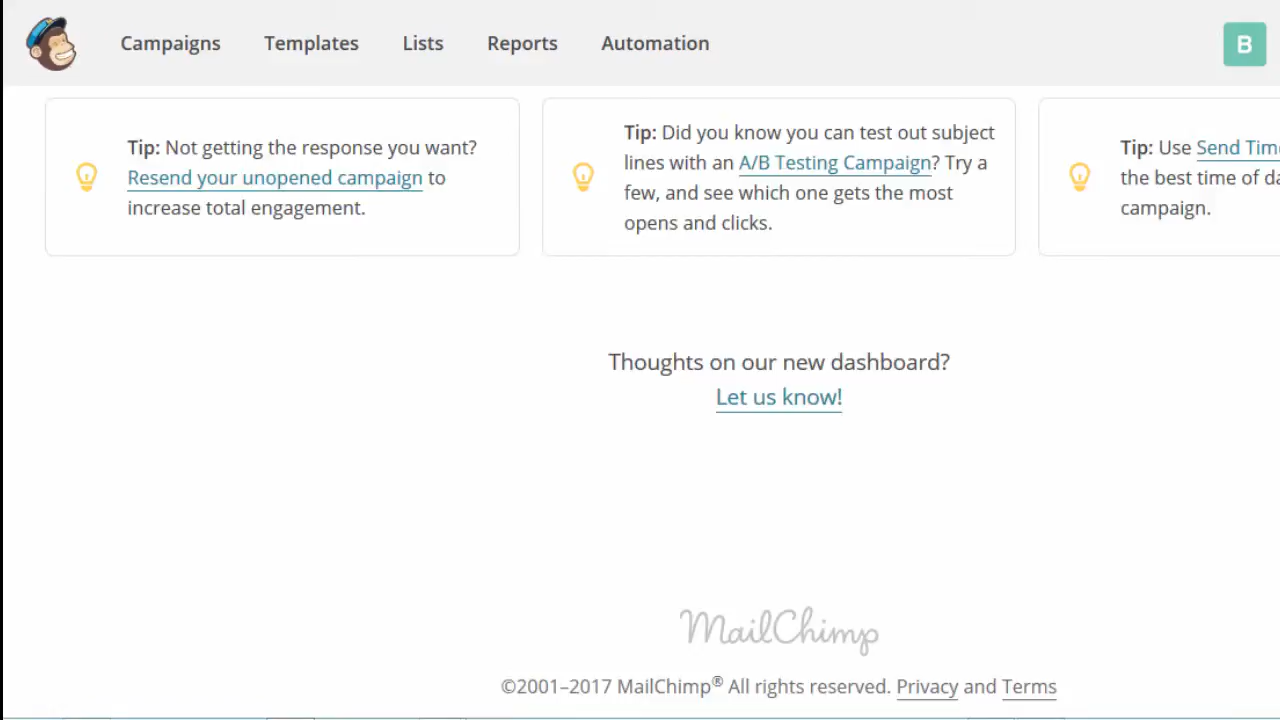 Campaigns Templates Lists Reports Automation B
Tip: Not getting the response you want?
Resend your unopened campaign to
increase total engagement.
Tip: Did you know you can test out subject
lines with an A/B Testing Campaign? Try a
few, and see which one gets the most
opens and clicks.
Tip: Use Send
the best time of
campaign.
Thoughts on our new dashboard?
Let us know!
MailChimp
©2001–2017 MailChimp® All rights reserved. Privacy and Terms